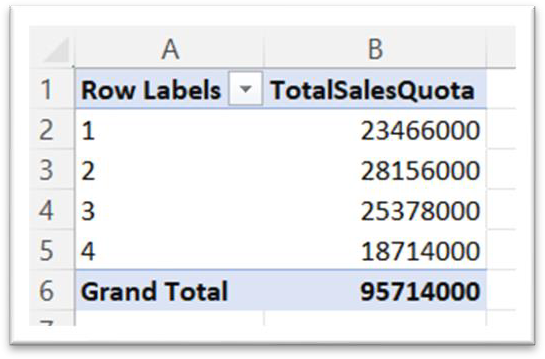 A B
1 Row Labels TotalSalesQuota
2 1 23466000
3 2 28156000
4 3 25378000
5 4 18714000
6 Grand Total 95714000